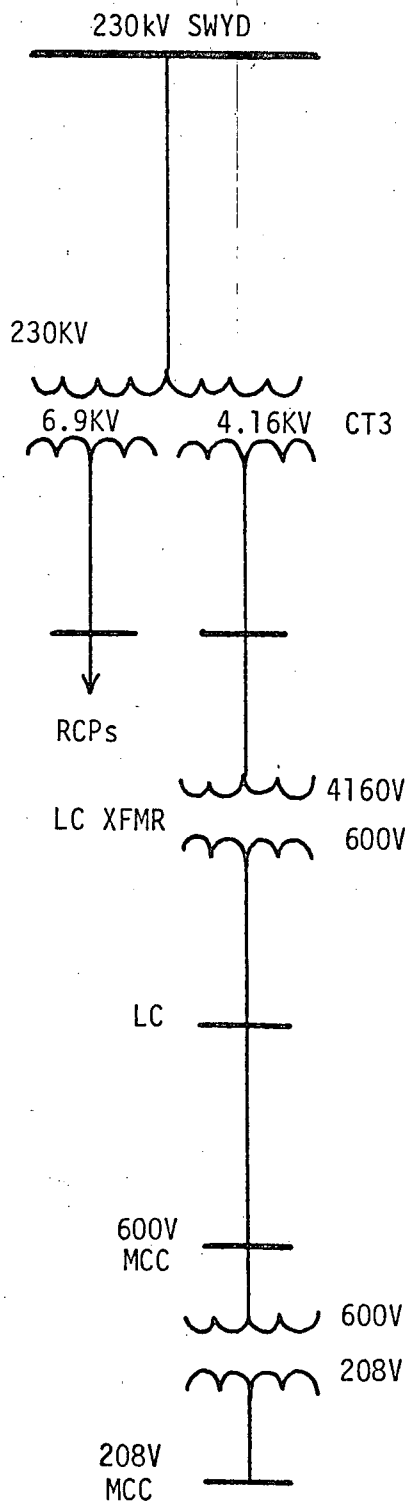 230kV SWYD
230KV
6.9KV 4.16KV CT3
RCPs
4160V
LC XFMR
600V
LC
600V
MCC
600V
208V
208V
MCC